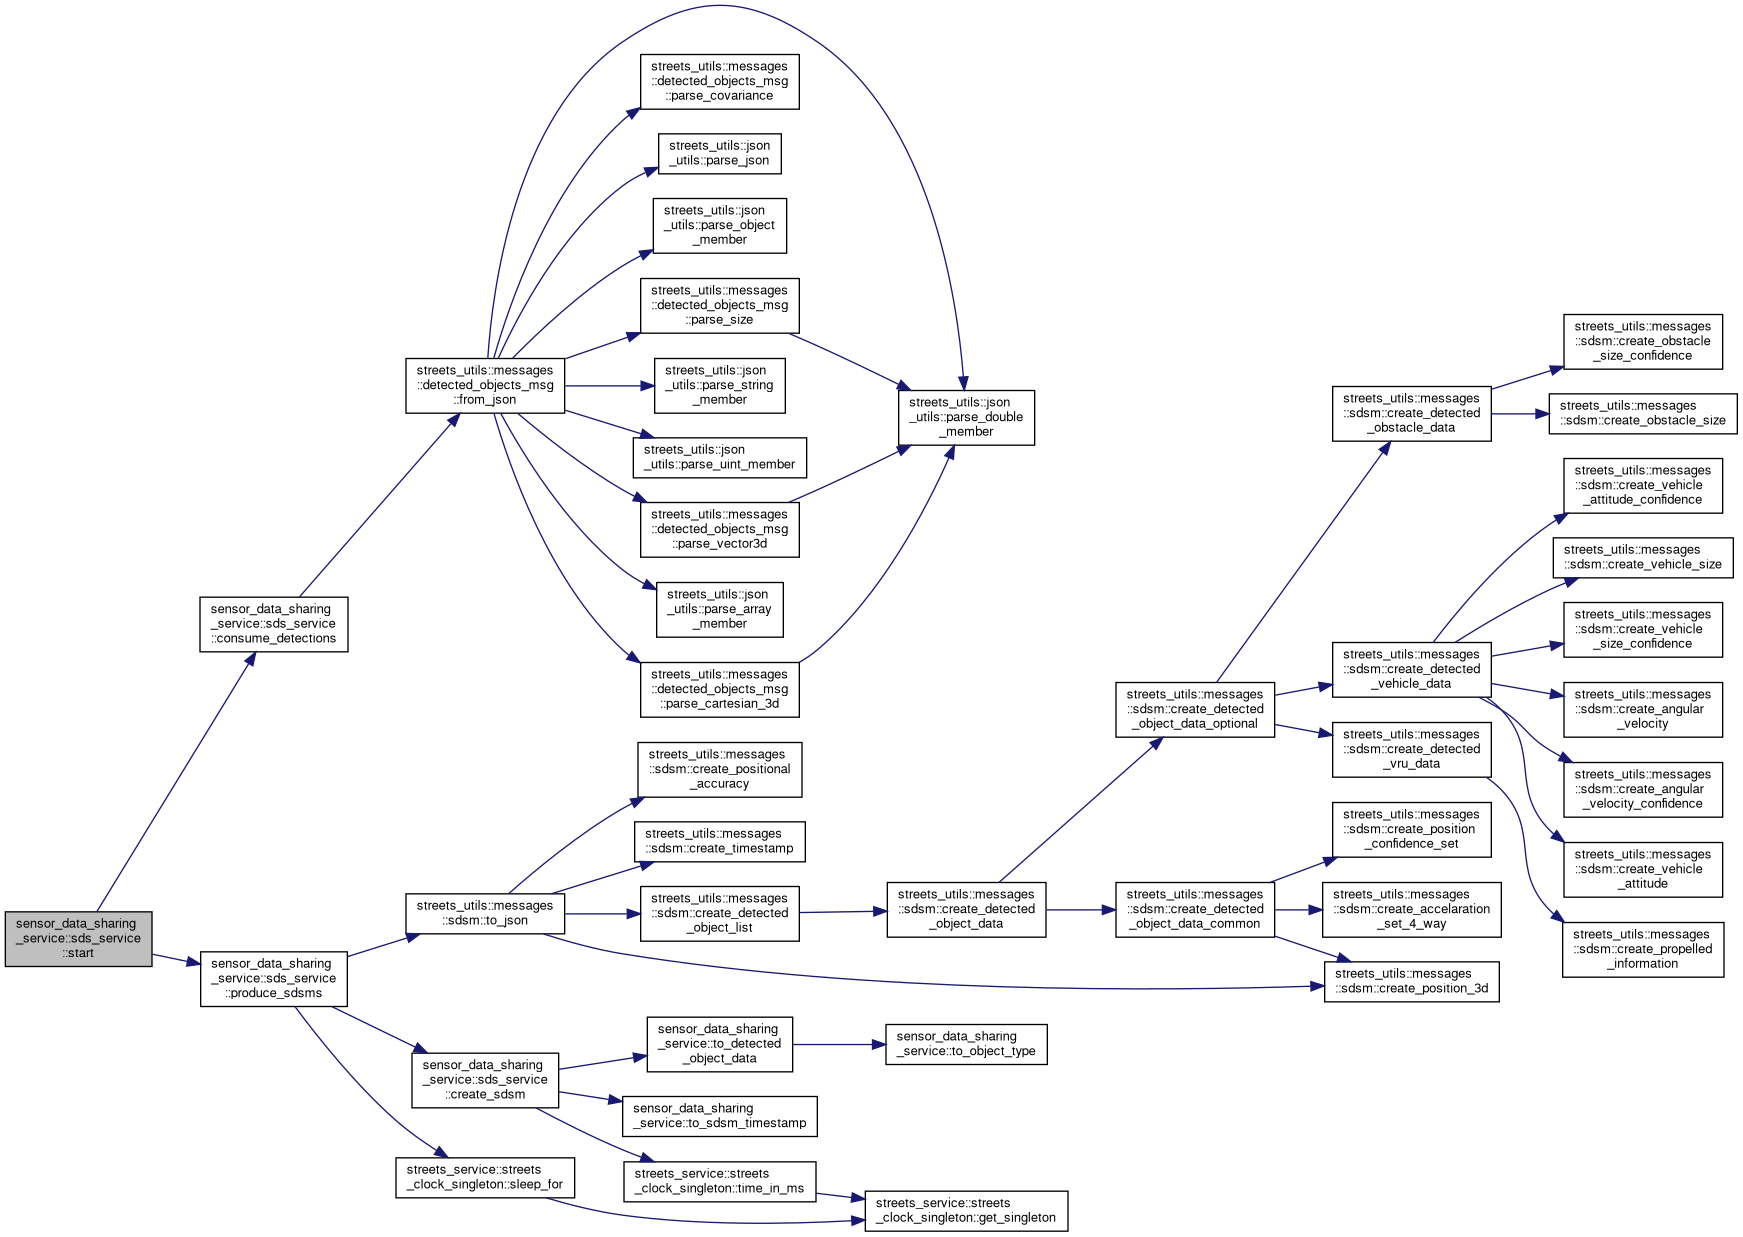 sensor_data_sharing
_service::sds_service
::start
sensor_data_sharing
_service::sds_service
::consume_detections
sensor_data_sharing
_service::sds_service
::produce_sdsms
streets_utils::messages
::detected_objects_msg
::from_json
streets_utils::messages
::sdsm::to_json
sensor_data_sharing
_service::sds_service
::create_sdsm
streets_service::streets
_clock_singleton::sleep_for
streets_utils::messages
::detected_objects_msg
::parse_covariance
streets_utils::json
_utils::parse_json
streets_utils::json
_utils::parse_object
_member
streets_utils::messages
::detected_objects_msg
::parse_size
streets_utils::json
_utils::parse_string
_member
streets_utils::json
_utils::parse_uint_member
streets_utils::messages
::detected_objects_msg
::parse_vector3d
streets_utils::json
_utils::parse_array
_member
streets_utils::messages
::detected_objects_msg
::parse_cartesian_3d
streets_utils::messages
::sdsm::create_positional
_accuracy
streets_utils::messages
::sdsm::create_timestamp
streets_utils::messages
::sdsm::create_detected
_object_list
sensor_data_sharing
_service::to_detected
_object_data
sensor_data_sharing
_service::to_sdsm_timestamp
streets_service::streets
_clock_singleton::time_in_ms
streets_utils::json
_utils::parse_double
_member
streets_utils::messages
::sdsm::create_detected
_object_data
sensor_data_sharing
_service::to_object_type
streets_service::streets
_clock_singleton::get_singleton
streets_utils::messages
::sdsm::create_detected
_object_data_optional
streets_utils::messages
::sdsm::create_detected
_object_data_common
streets_utils::messages
::sdsm::create_detected
_obstacle_data
streets_utils::messages
::sdsm::create_detected
_vehicle_data
streets_utils::messages
::sdsm::create_detected
_vru_data
streets_utils::messages
::sdsm::create_position
_confidence_set
streets_utils::messages
::sdsm::create_accelaration
_set_4_way
streets_utils::messages
::sdsm::create_position_3d
streets_utils::messages
::sdsm::create_obstacle
_size_confidence
streets_utils::messages
::sdsm::create_obstacle_size
streets_utils::messages
::sdsm::create_vehicle
_attitude_confidence
streets_utils::messages
::sdsm::create_vehicle_size
streets_utils::messages
::sdsm::create_vehicle
_size_confidence
streets_utils::messages
::sdsm::create_angular
_velocity
streets_utils::messages
::sdsm::create_angular
_velocity_confidence
streets_utils::messages
::sdsm::create_vehicle
_attitude
streets_utils::messages
::sdsm::create_propelled
_information